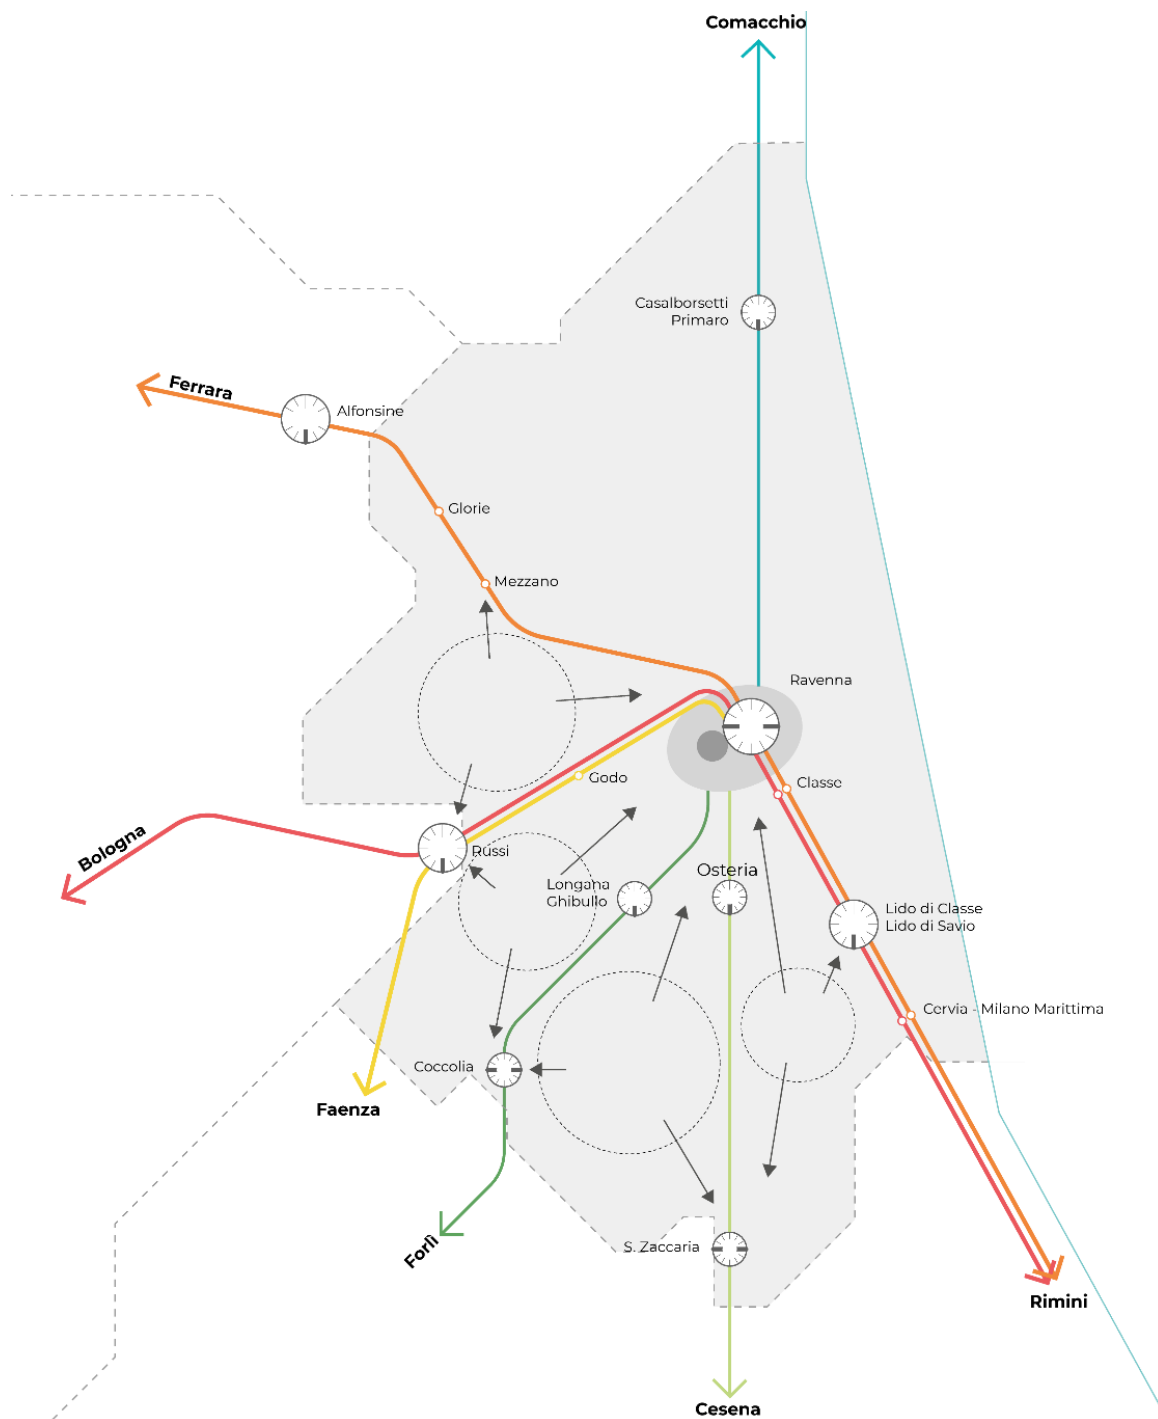 Comacchio
Casalborsetti
Primaro
Ferrara
Alfonsine
Glorie
Mezzano
Ravenna
Godo
Classe
Bologna
Russi
Osteria
Longana
Ghibullo
Lido di Classe
Lido di Savio
Cervia - Milano Marittima
Coccolia
Faenza
Forlì
S. Zaccaria
Rimini
Cesena